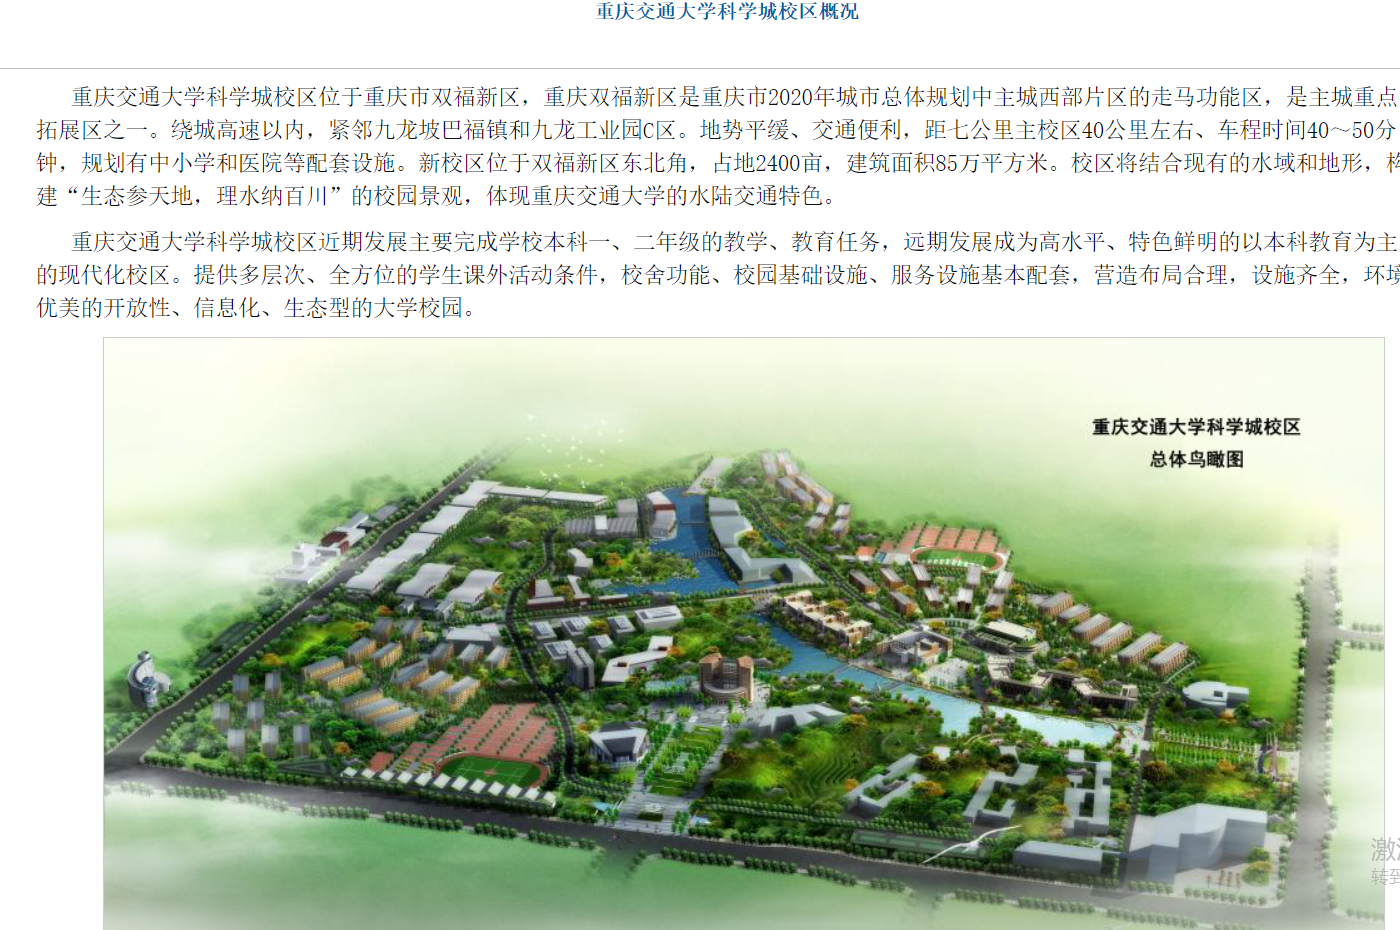 重庆交通大学科学城校区概况
重庆交通大学科学城校区位于重庆市双福新区，重庆双福新区是重庆市2020年城市总体规划中主城西部片区的走马功能区，是主城重点
拓展区之一。绕城高速以内，紧邻九龙坡巴福镇和九龙工业园C区。地势平缓、交通便利，距七公里主校区40公里左右、车程时间40～50分
钟，规划有中小学和医院等配套设施。新校区位于双福新区东北角，占地2400亩，建筑面积85万平方米。校区将结合现有的水域和地形，构
建“生态参天地，理水纳百川”的校园景观，体现重庆交通大学的水陆交通特色。
重庆交通大学科学城校区近期发展主要完成学校本科一、二年级的教学、教育任务，远期发展成为高水平、特色鲜明的以本科教育为主
的现代化校区。提供多层次、全方位的学生课外活动条件，校舍功能、校园基础设施、服务设施基本配套，营造布局合理，设施齐全，环境
优美的开放性、信息化、生态型的大学校园。
重庆交通大学科学城校区
总体鸟瞰图
激
转到